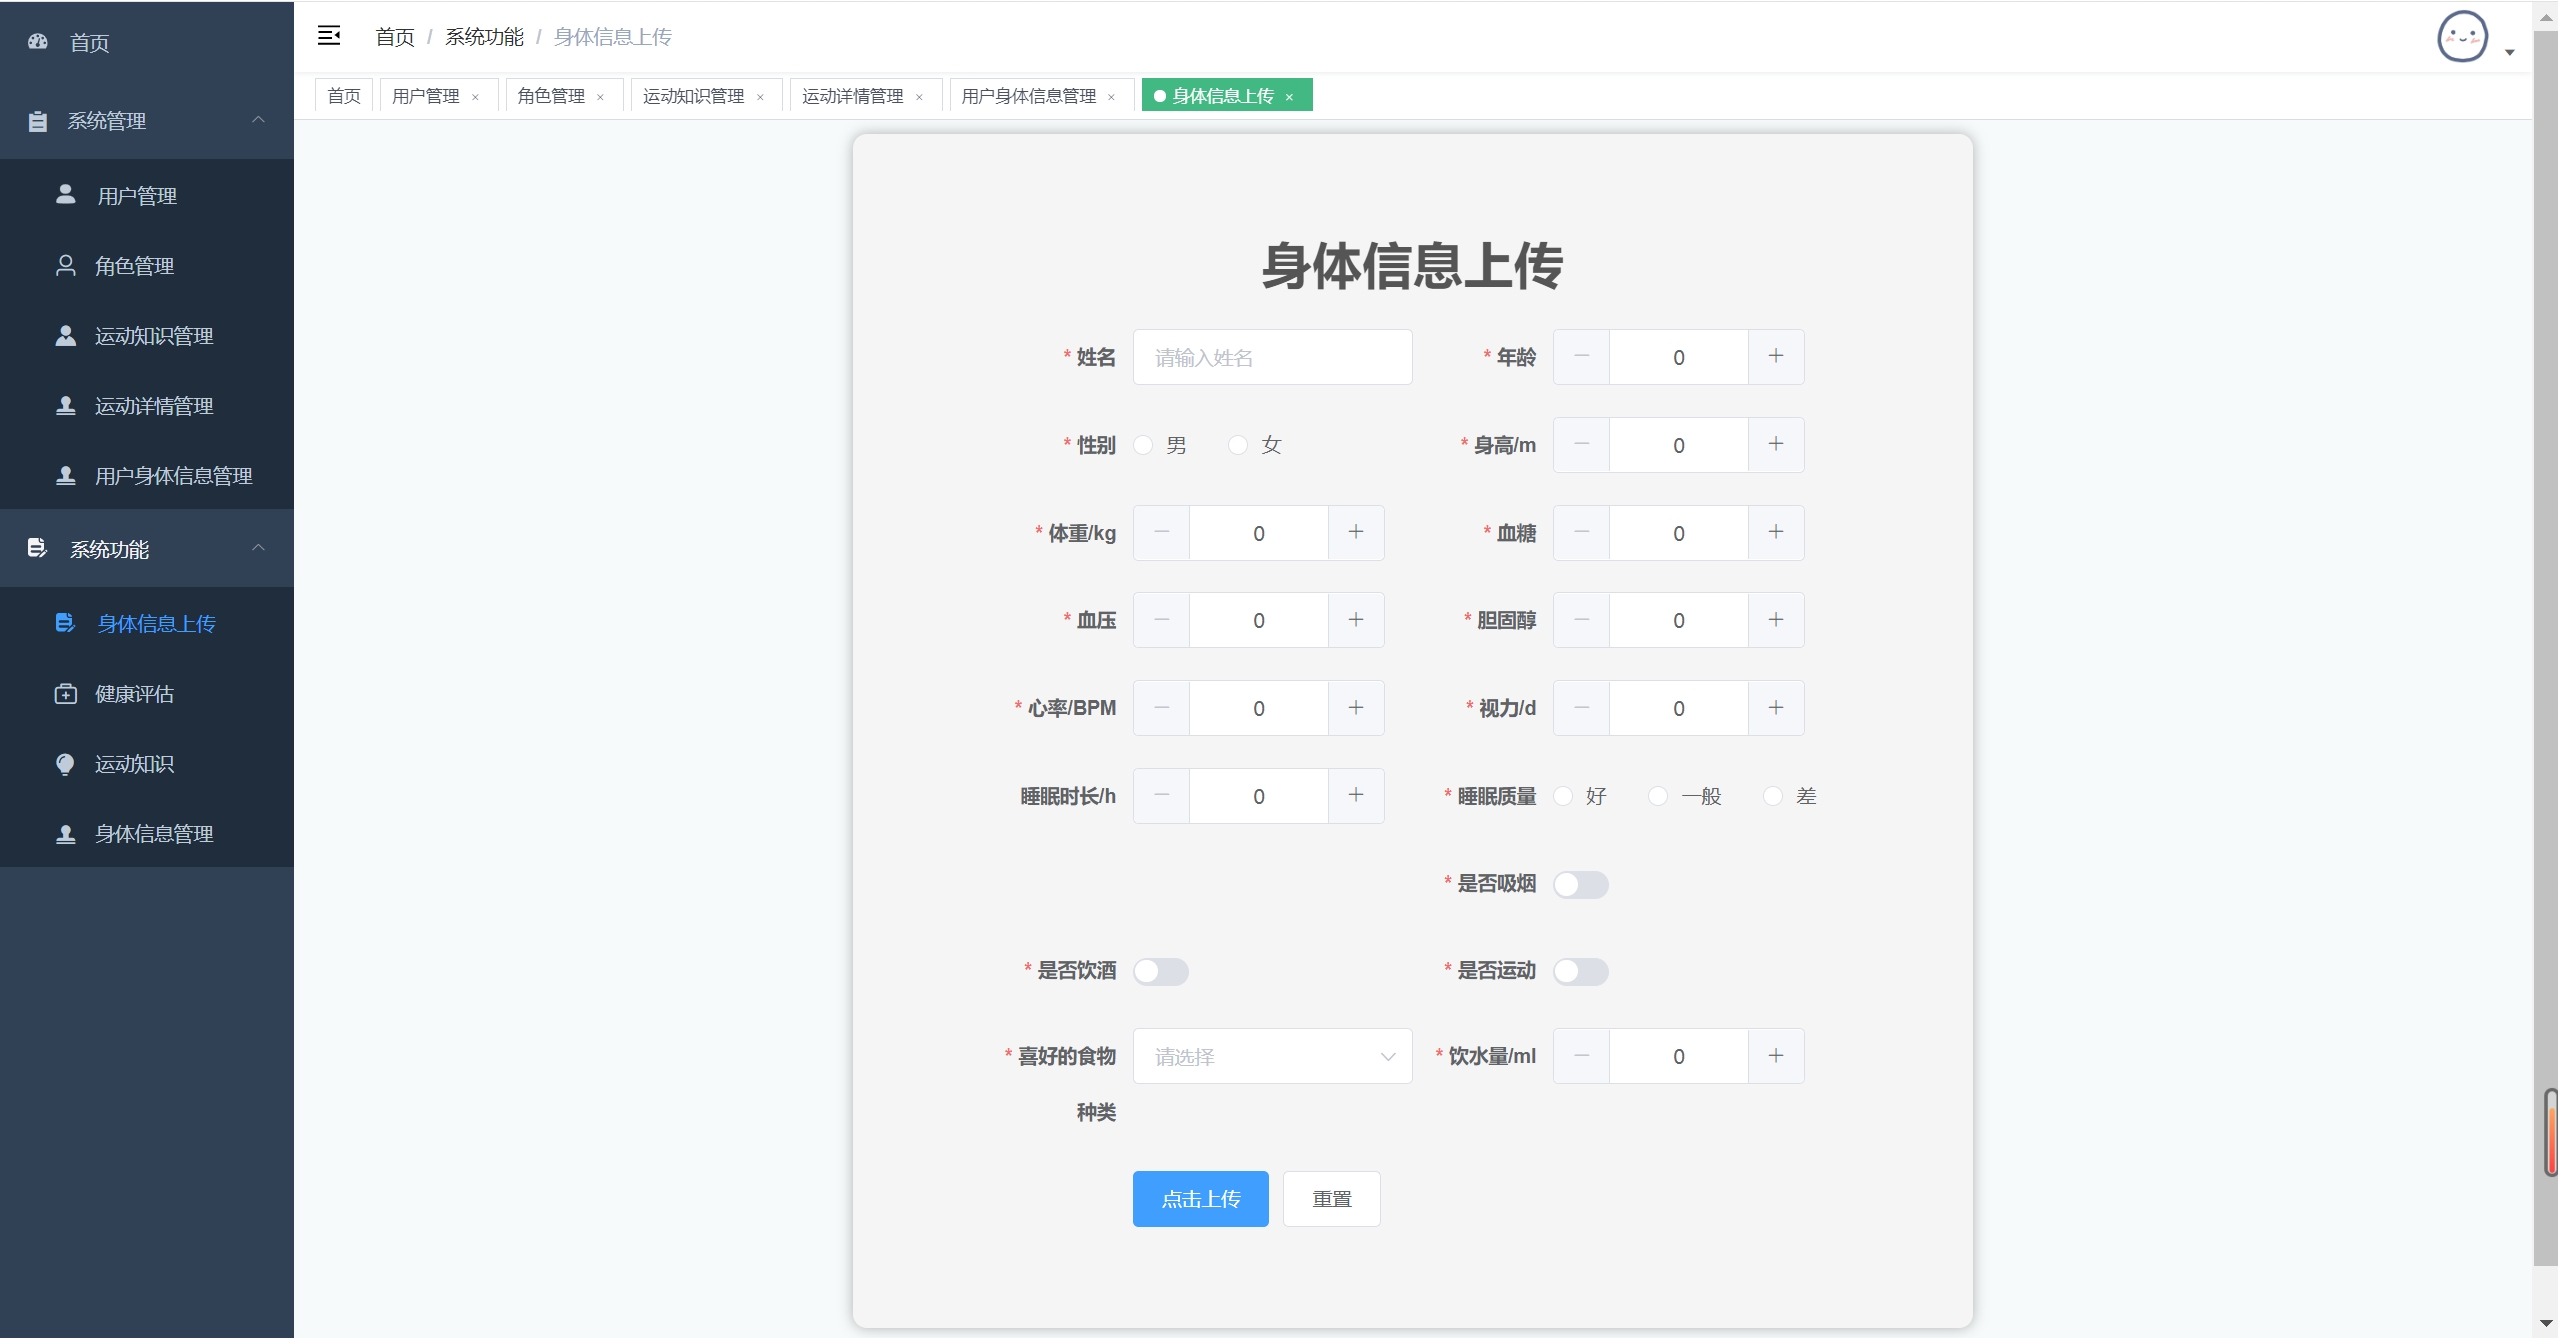 首页
系统管理
用户管理
角色管理
运动知识管理
运动详情管理
用户身体信息管理
系统功能
身体信息上传
健康评估
运动知识
身体信息管理
首页 / 系统功能 / 身体信息上传
首页 用户管理 × 角色管理 × 运动知识管理 × 运动详情管理 × 用户身体信息管理 × 身体信息上传 ×
身体信息上传
* 姓名 请输入姓名 * 年龄 0
* 性别 男 女 * 身高/m 0
* 体重/kg 0 * 血糖 0
* 血压 0 * 胆固醇 0
* 心率/BPM 0 * 视力/d 0
睡眠时长/h 0 * 睡眠质量 好 一般 差
* 是否吸烟
* 是否饮酒 * 是否运动
* 喜好的食物 请选择 * 饮水量/ml 0
种类
点击上传 重置